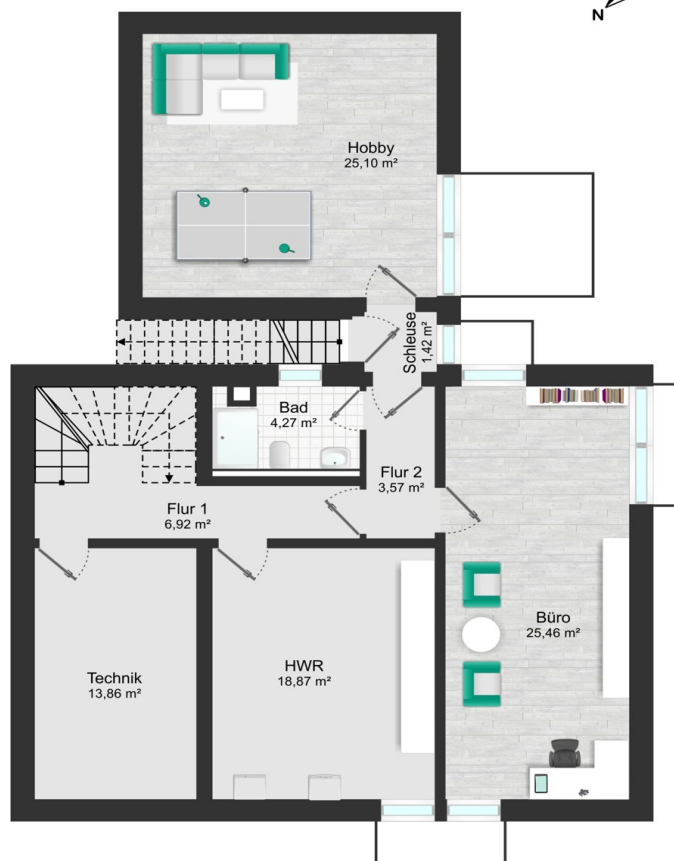 N
Hobby
25,10 m²
Schleuse
1,42 m²
Bad
4,27 m²
Flur 2
3,57 m²
Flur 1
6,92 m²
Büro
25,46 m²
HWR
18,87 m²
Technik
13,86 m²